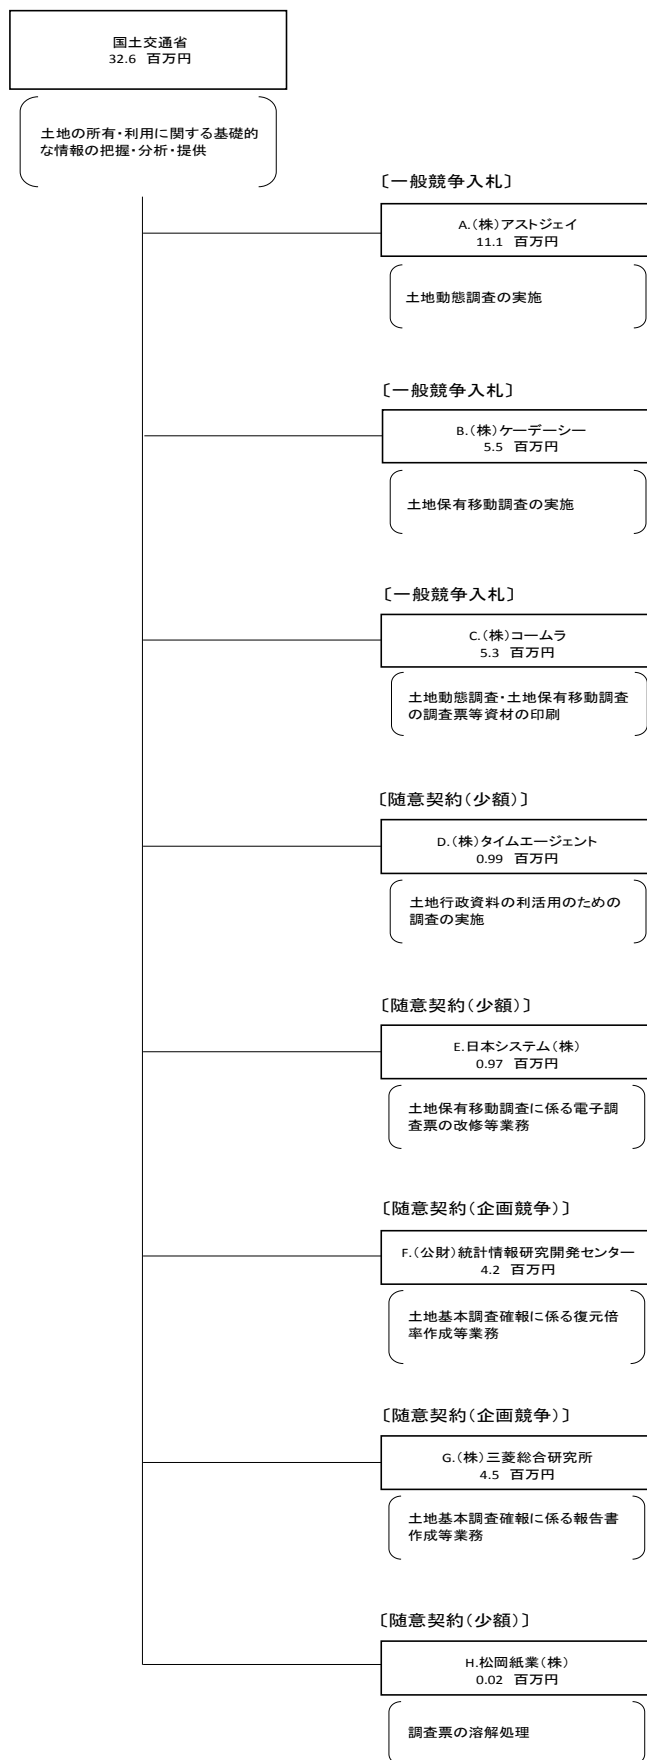 国土交通省
32.6 百万円
土地の所有・利用に関する基礎的
な情報の把握・分析・提供
〔一般競争入札〕
A.(株)アストジェイ
11.1 百万円
土地動態調査の実施
〔一般競争入札〕
B.(株)ケーデーシー
5.5 百万円
土地保有移動調査の実施
〔一般競争入札〕
C.(株)コームラ
5.3 百万円
土地動態調査・土地保有移動調査
の調査票等資材の印刷
〔随意契約(少額)〕
D.(株)タイムエージェント
0.99 百万円
土地行政資料の利活用のための
調査の実施
〔随意契約(少額)〕
E.日本システム(株)
0.97 百万円
土地保有移動調査に係る電子調
査票の改修等業務
〔随意契約(企画競争)〕
F.(公財)統計情報研究開発センター
4.2 百万円
土地基本調査確報に係る復元倍
率作成等業務
〔随意契約(企画競争)〕
G.(株)三菱総合研究所
4.5 百万円
土地基本調査確報に係る報告書
作成等業務
〔随意契約(少額)〕
H.松岡紙業(株)
0.02 百万円
調査票の溶解処理